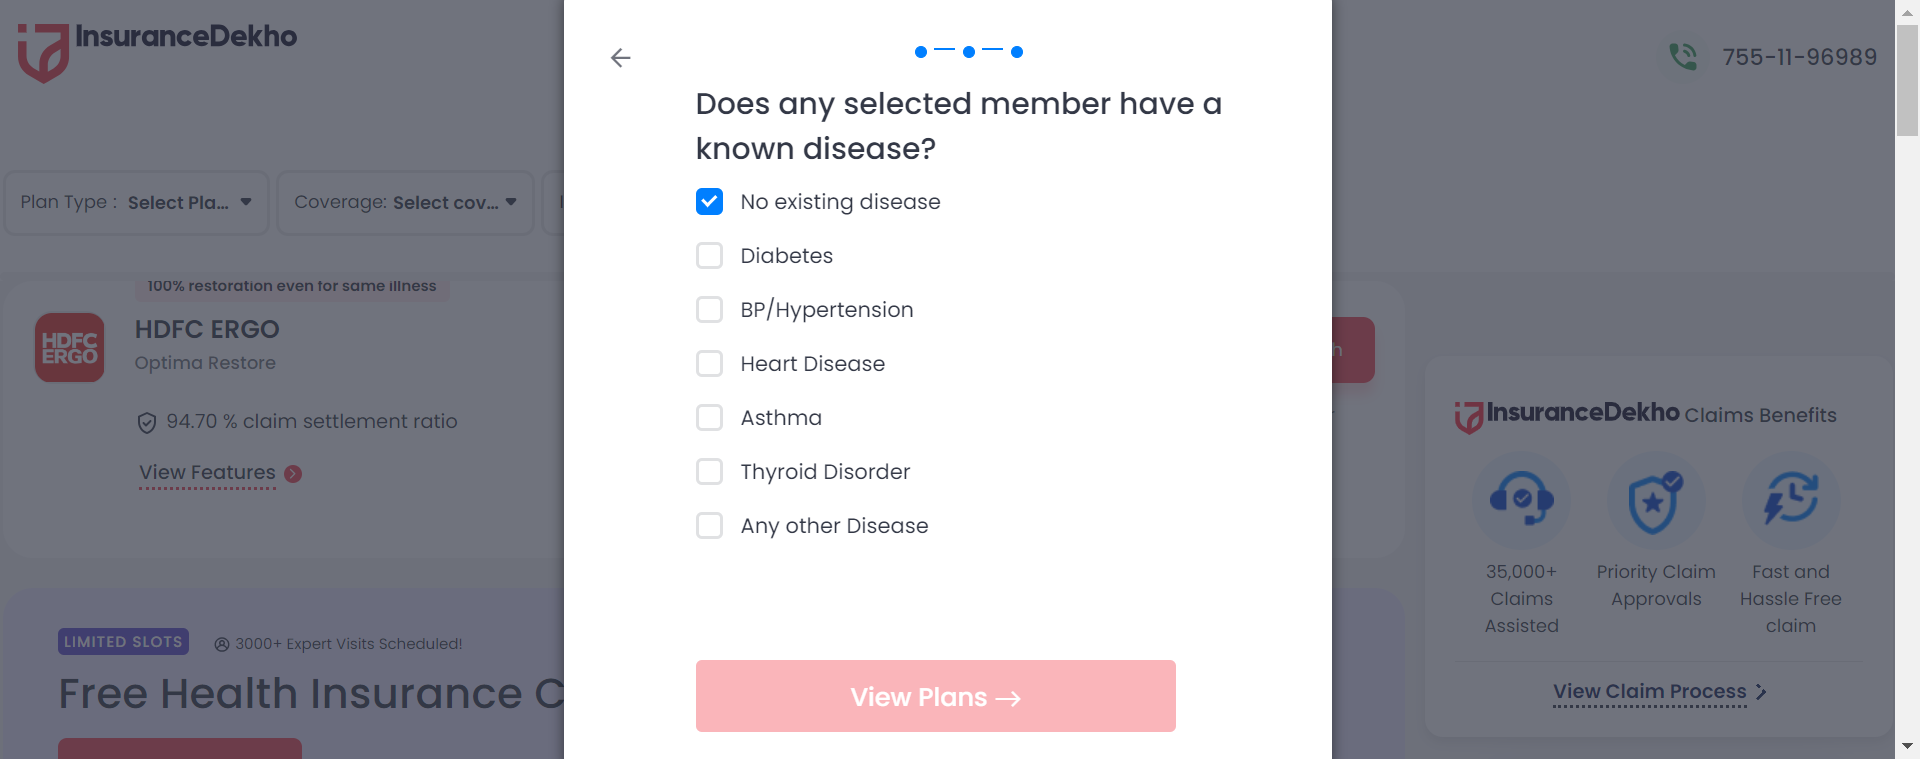 InsuranceDekho
755-11-96989
Does any selected member have a
known disease?
Plan Type : Select Pla...
Coverage: Select cov...
No existing disease
Diabetes
BP/Hypertension
Heart Disease
Asthma
Thyroid Disorder
Any other Disease
View Plans →
100% restoration even for same illness
HDFC
ERGO
HDFC ERGO
Optima Restore
94.70 % claim settlement ratio
View Features
LIMITED SLOTS
3000+ Expert Visits Scheduled!
Free Health Insurance C
h
InsuranceDekho Claims Benefits
35,000+
Claims
Assisted
Priority Claim
Approvals
Fast and
Hassle Free
claim
View Claim Process